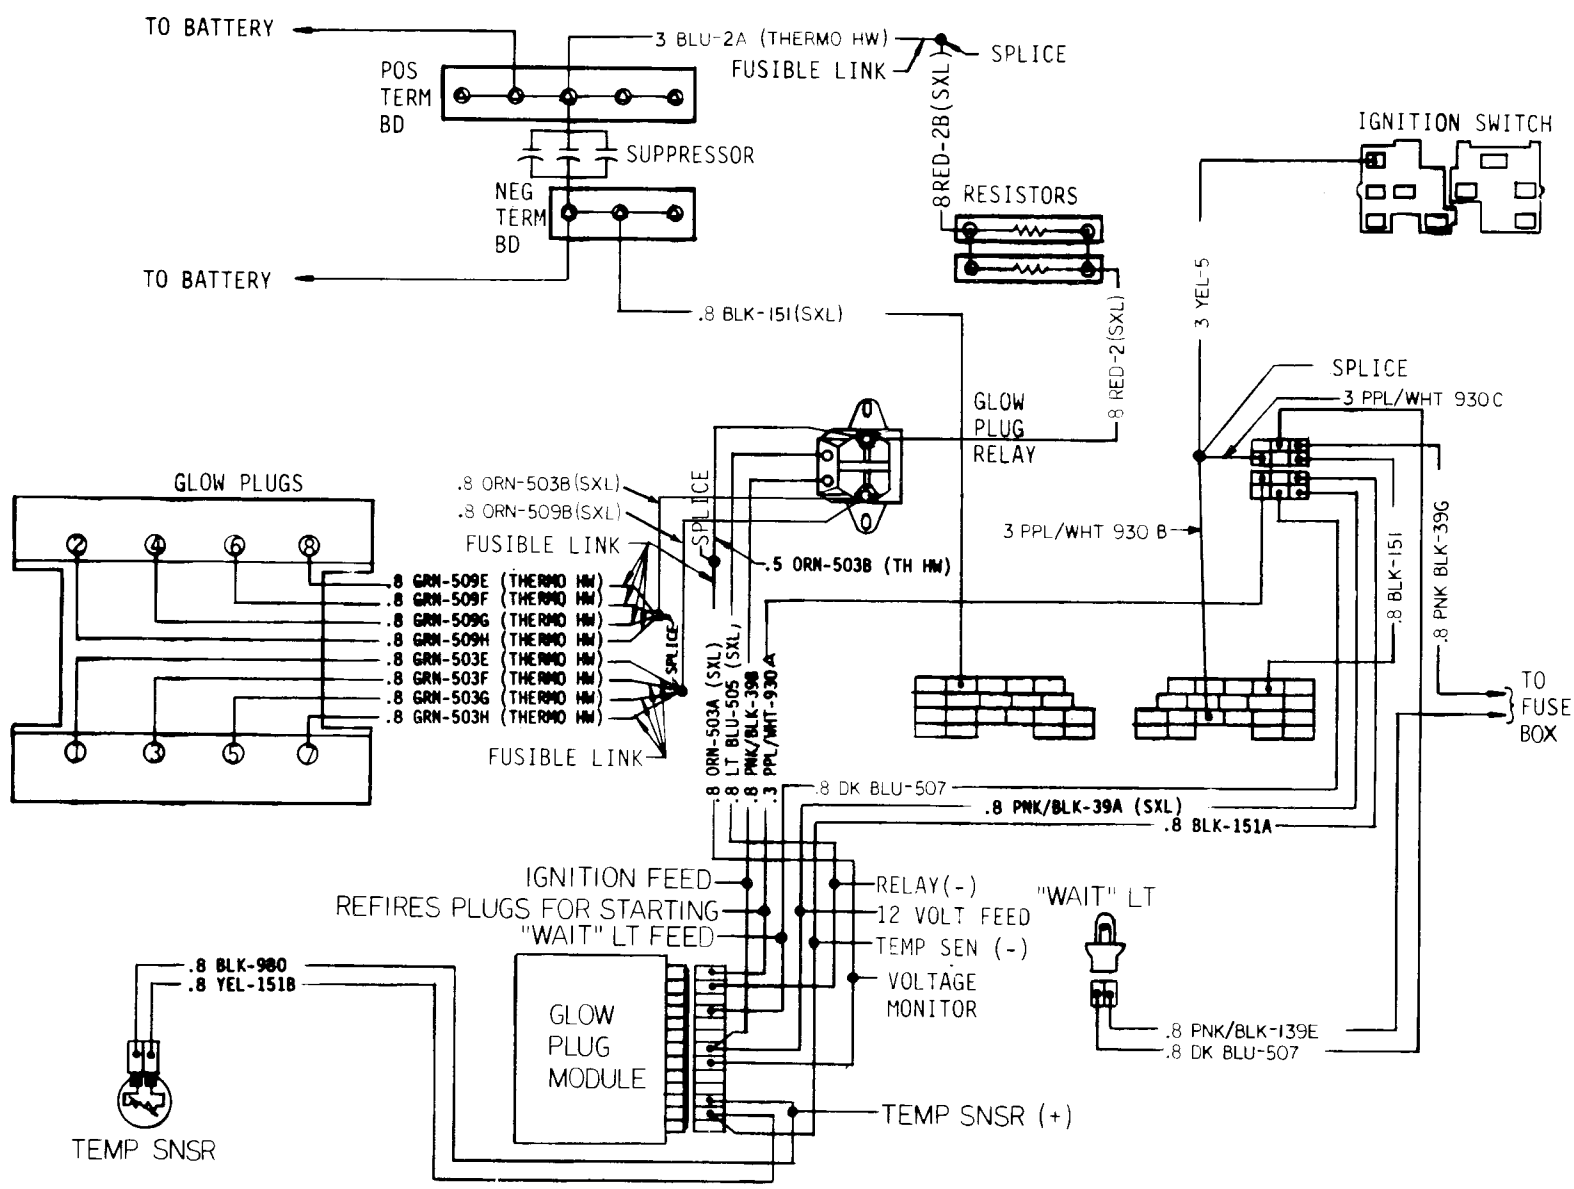 TO BATTERY
3 BLU-2A (THERMO HW)
FUSIBLE LINK
SPLICE
POS
TERM
BD
8RED-2B(SXL)
SUPPRESSOR
IGNITION SWITCH
NEG
TERM
BD
RESISTORS
TO BATTERY
.8 BLK-151(SXL)
8 RED-2(SXL)
3 YEL-5
SPLICE
3 PPL/WHT 930C
GLOW
PLUG
RELAY
GLOW PLUGS
.8 ORN-503B(SXL)
.8 ORN-509B(SXL)
SPLICE
FUSIBLE LINK
3 PPL/WHT 930 B
.5 ORN-503B (TH HW)
.8 BLK-151
.8 PNK BLK-39G
2
4
6
8
.8 GRN-509E (THERMO HW)
.8 GRN-509F (THERMO HW)
.8 GRN-509G (THERMO HW)
.8 GRN-509H (THERMO HW)
.8 GRN-503E (THERMO HW)
.8 GRN-503F (THERMO HW)
.8 GRN-503G (THERMO HW)
.8 GRN-503H (THERMO HW)
SPLICE
1
3
5
7
FUSIBLE LINK
.8 ORN-503A (SXL)
.8 LT BLU-505 (SXL)
.8 PNK/BLK-39B
.3 PPL/WHT-930A
TO
FUSE
BOX
.8 DK BLU-507
.8 PNK/BLK-39A (SXL)
.8 BLK-151A
IGNITION FEED
REFIRES PLUGS FOR STARTING
"WAIT" LT FEED
RELAY(-)
12 VOLT FEED
TEMP SEN (-)
VOLTAGE
MONITOR
"WAIT" LT
.8 BLK-980
.8 YEL-151B
GLOW
PLUG
MODULE
.8 PNK/BLK-139E
.8 DK BLU-507
TEMP SNSR (+)
TEMP SNSR